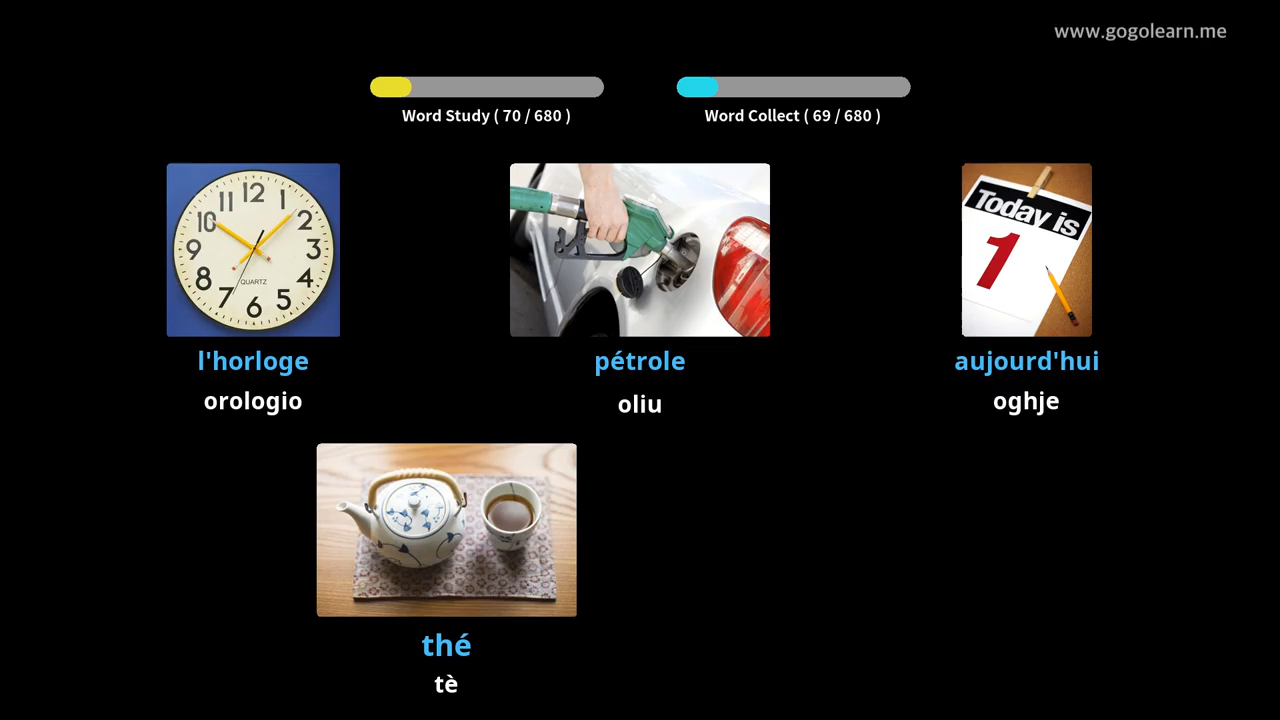 www.gogolearn.me
Word Study ( 70 / 680 )
Word Collect ( 69 / 680 )
12
1
2
3
4
5
6
7
8
9
10
11
QUARTZ
Today is
1
l'horloge
pétrole
aujourd'hui
orologio
oliu
oghje
thé
tè